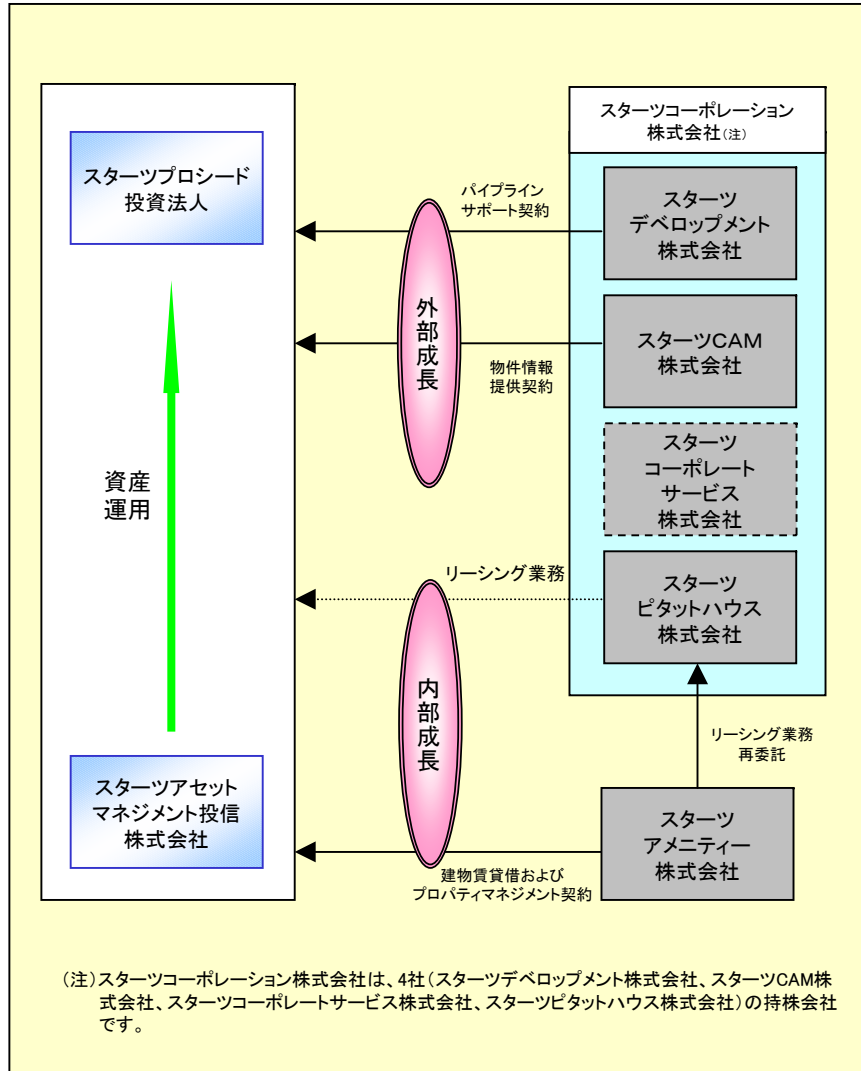 スターツコーポレーション
株式会社(注)
スターツプロシード
投資法人
パイプライン
サポート契約
スターツ
デベロップメント
株式会社
外部成長
物件情報
提供契約
スターツCAM
株式会社
スターツ
コーポレート
サービス
株式会社
資産
運用
リーシング業務
スターツ
ピタットハウス
株式会社
内部成長
リーシング業務
再委託
スターツアセット
マネジメント投信
株式会社
スターツ
アメニティー
株式会社
建物賃貸借および
プロパティマネジメント契約
(注)スターツコーポレーション株式会社は、4社(スターツデベロップメント株式会社、スターツCAM株
式会社、スターツコーポレートサービス株式会社、スターツピタットハウス株式会社)の持株会社
です。